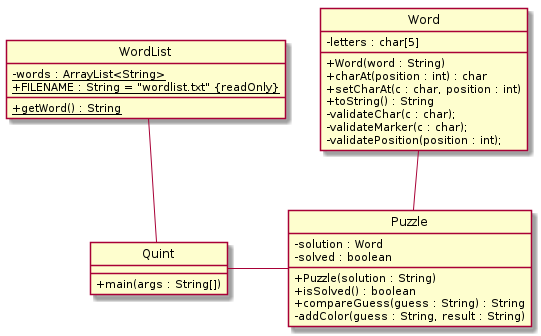 WordList
-words : ArrayList<String>
+FILENAME : String = "wordlist.txt" {readOnly}
+getWord() : String
Word
-letters : char[5]
+Word(word : String)
+charAt(position : int) : char
+setCharAt(c : char, position : int)
+toString() : String
-validateChar(c : char);
-validateMarker(c : char);
-validatePosition(position : int);
Quint
+main(args : String[])
Puzzle
-solution : Word
-solved : boolean
+Puzzle(solution : String)
+isSolved() : boolean
+compareGuess(guess : String) : String
-addColor(guess : String, result : String)